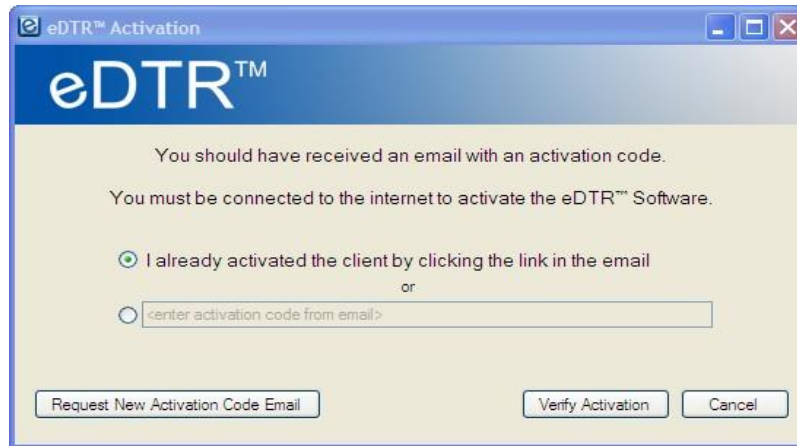 eDTR™ Activation
eDTR™
You should have received an email with an activation code.
You must be connected to the internet to activate the eDTR™ Software.
I already activated the client by clicking the link in the email
or
<enter activation code from email>
Request New Activation Code Email
Verify Activation
Cancel